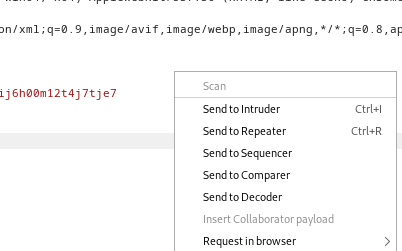 on/xml;q=0.9,image/avif,image/webp,image/apng,*/*;q=0.8,ap
ij6h00m12t4j7tje7
Scan
Send to Intruder Ctrl+I
Send to Repeater Ctrl+R
Send to Sequencer
Send to Comparer
Send to Decoder
Insert Collaborator payload
Request in browser